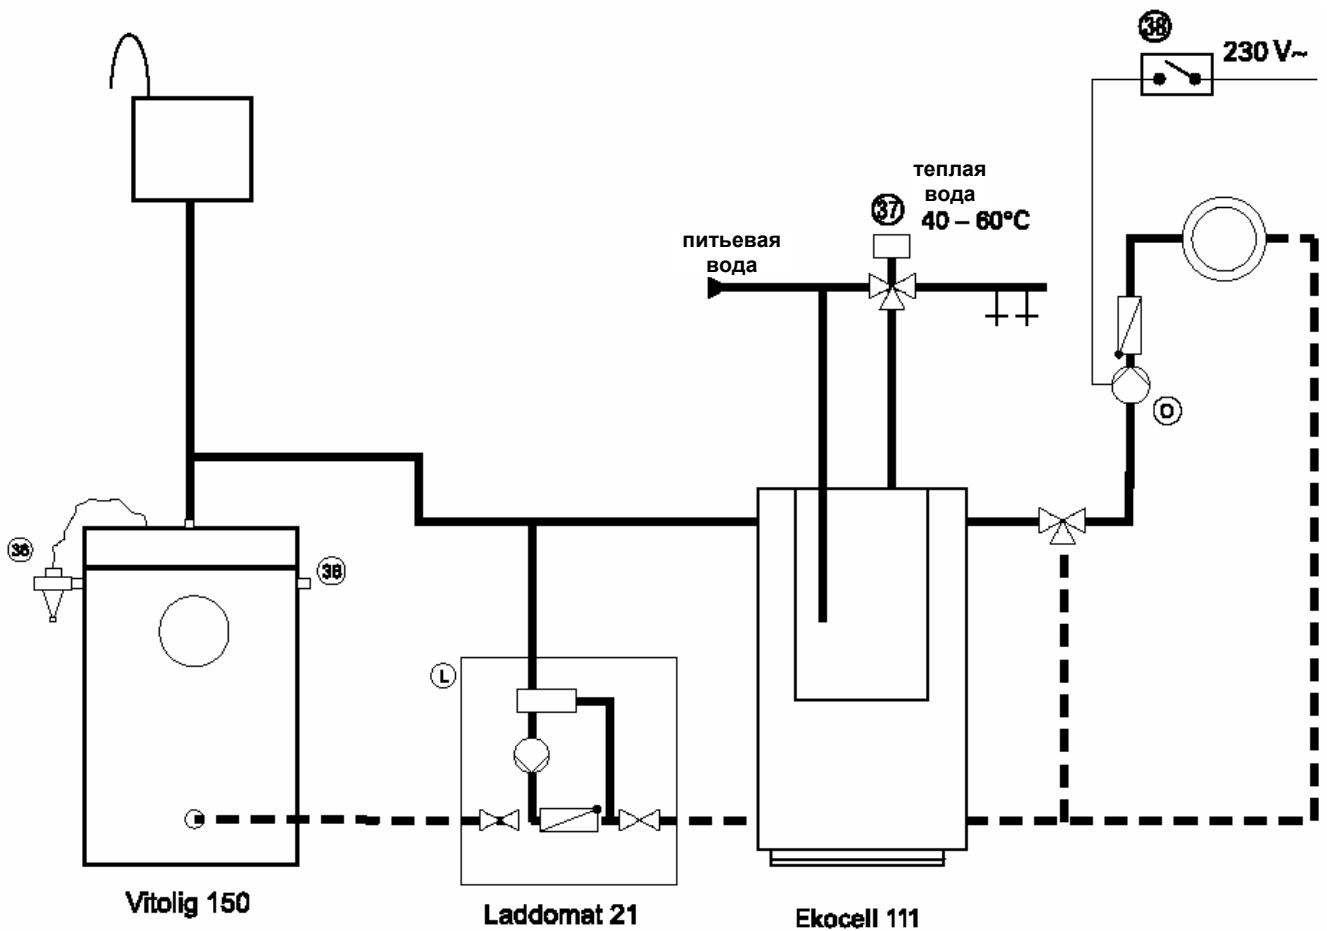 38
230 V~
теплая
вода
37
40 – 60°C
питьевая
вода
O
36
38
L
Vitolig 150
Laddomat 21
Ekocell 111